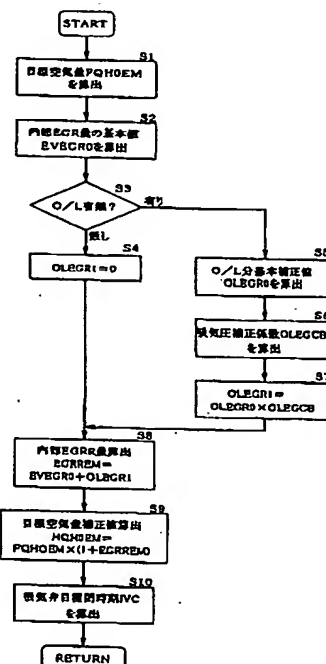 START
S1
目標空気量FQH0EM
を算出
S2
内部EGR量の基本値
EVEGR0を算出
S3
O/L有無?
有り
無し
S4
OLEGR1=0
S5
O/L分基本補正値
OLEGR0を算出
S6
吸気圧補正係数OLEGCB
を算出
S7
OLEGR1=
OLEGR0×OLEGCB
S8
内部EGRR量算出
EGRREM=
EVEGR0+OLEGR1
S9
目標空気量補正値算出
HQH0EM=
FQH0EM×(1+EGRREM)
S10
吸気弁目標閉時期IVC
を算出
RETURN